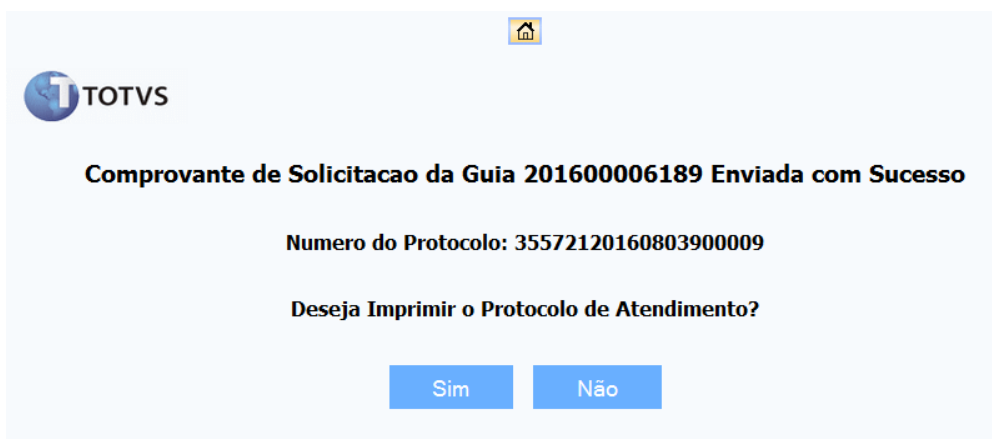 TOTVS
Comprovante de Solicitacao da Guia 201600006189 Enviada com Sucesso
Numero do Protocolo: 35572120160803900009
Deseja Imprimir o Protocolo de Atendimento?
Sim Não